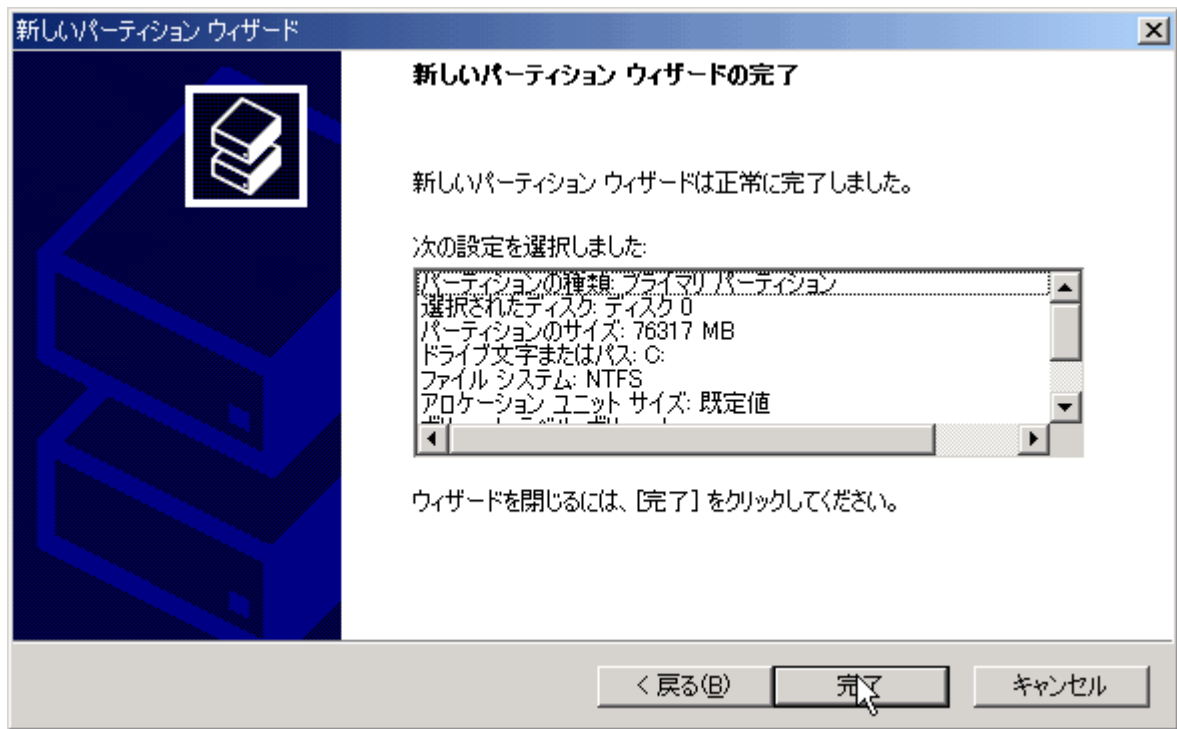 新しいパーティション ウィザード
新しいパーティション ウィザードの完了
新しいパーティション ウィザードは正常に完了しました。
次の設定を選択しました:
パーティションの種類: プライマリ パーティション
選択されたディスク: ディスク 0
パーティションのサイズ: 76317 MB
ドライブ文字またはパス: C:
ファイル システム: NTFS
アロケーション ユニット サイズ: 既定値
ウィザードを閉じるには、[完了] をクリックしてください。
< 戻る(B)
完了
キャンセル